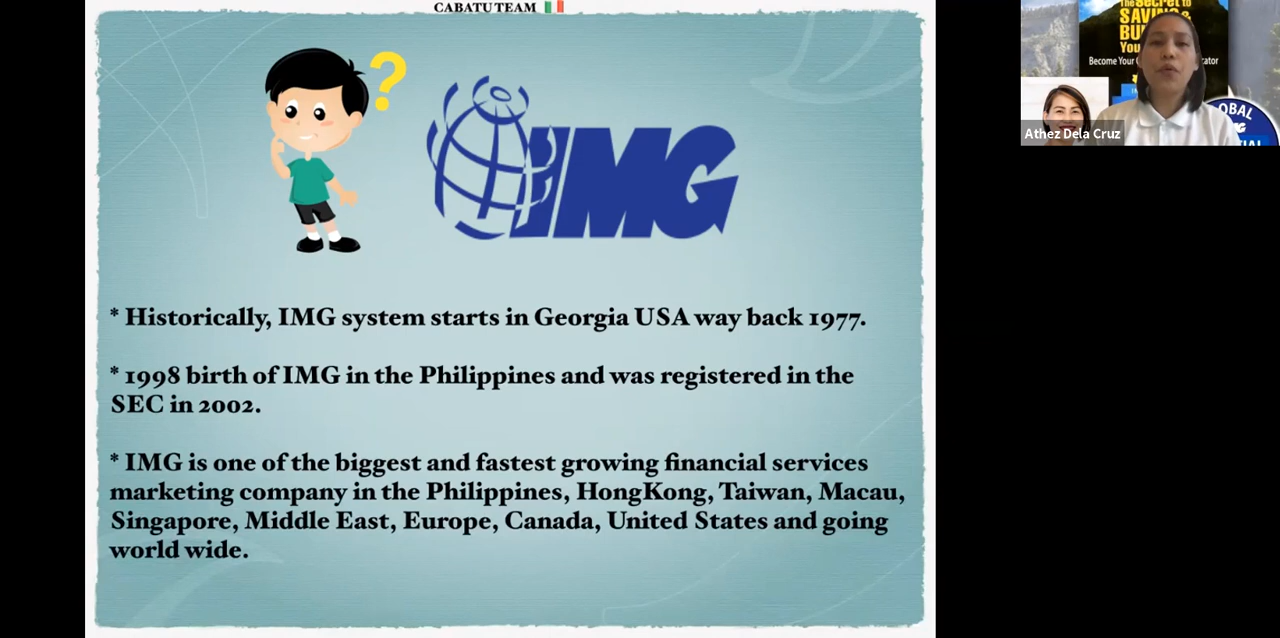 CABATU TEAM
?
IMG
* Historically, IMG system starts in Georgia USA way back 1977.
* 1998 birth of IMG in the Philippines and was registered in the
SEC in 2002.
* IMG is one of the biggest and fastest growing financial services
marketing company in the Philippines, HongKong, Taiwan, Macau,
Singapore, Middle East, Europe, Canada, United States and going
world wide.
The Secret to
Become Your
Athez Dela Cruz